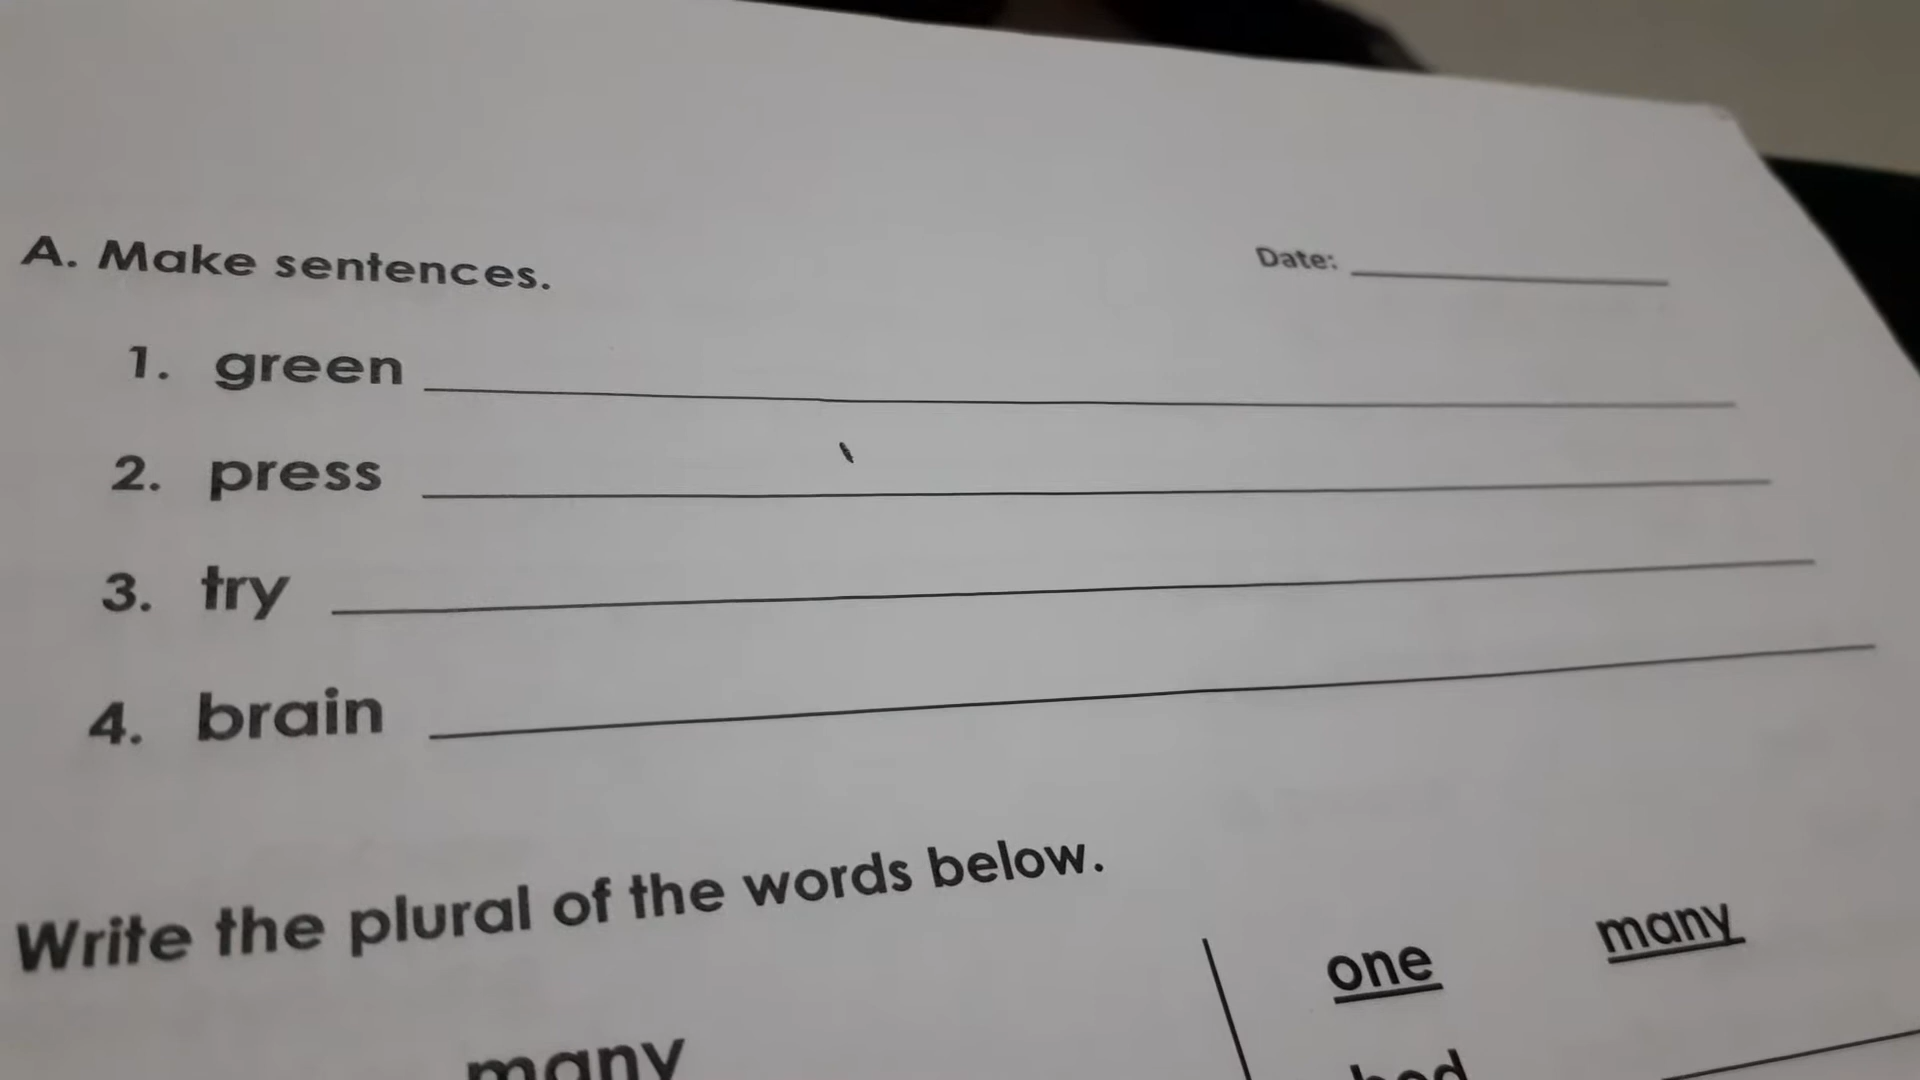 A. Make sentences.
Date:
1. green
2. press
3. try
4. brain
Write the plural of the words below.
one many
many